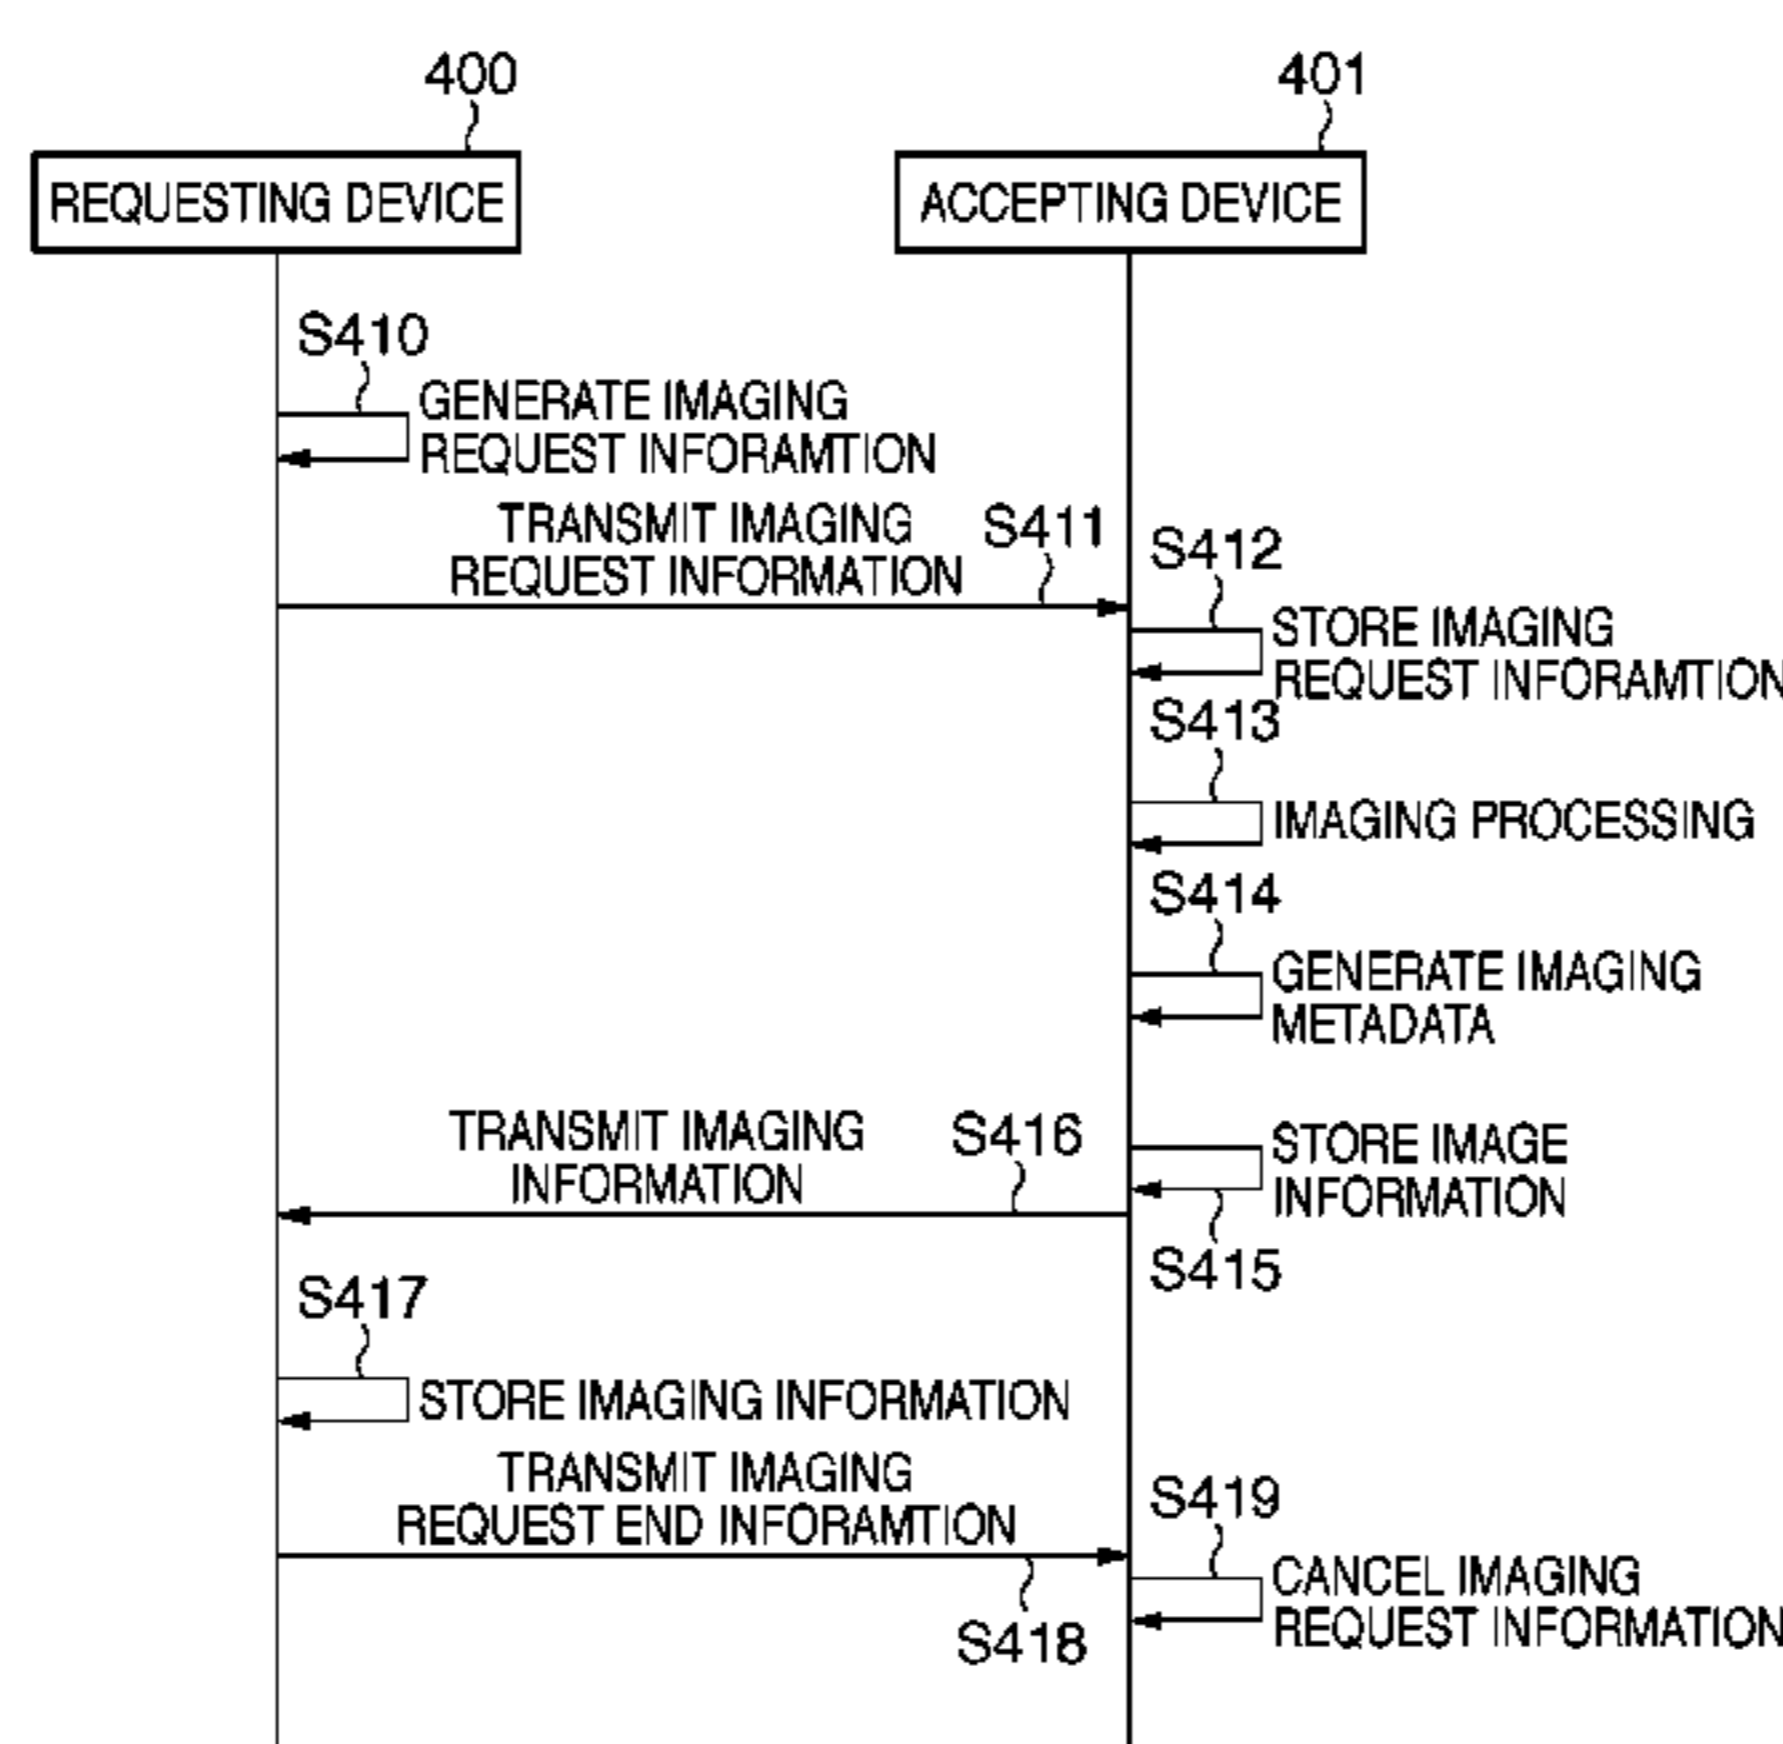 400
401
REQUESTING DEVICE
ACCEPTING DEVICE
S410
GENERATE IMAGING
REQUEST INFORAMTION
TRANSMIT IMAGING
REQUEST INFORMATION
S411
S412
STORE IMAGING
REQUEST INFORAMTION
S413
IMAGING PROCESSING
S414
GENERATE IMAGING
METADATA
TRANSMIT IMAGING
INFORMATION
S416
STORE IMAGE
INFORMATION
S415
S417
STORE IMAGING INFORMATION
TRANSMIT IMAGING
REQUEST END INFORAMTION
S418
S419
CANCEL IMAGING
REQUEST INFORMATION